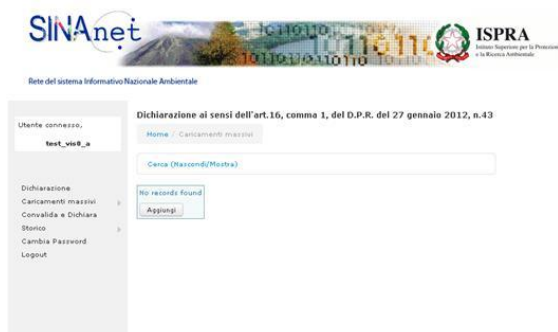 SINAnet
ISPRA
Istituto Superiore per la Protezione
e la Ricerca Ambientale
Rete del sistema Informativo Nazionale Ambientale
Utente connesso,
test_vis0_a
Dichiarazione
Caricamenti massivi
Convalida e Dichiara
Storico
Cambia Password
Logout
Dichiarazione ai sensi dell'art.16, comma 1, del D.P.R. del 27 gennaio 2012, n.43
Home / Caricamenti massivi
Cerca (Nascondi/Mostra)
No records found
Aggiungi